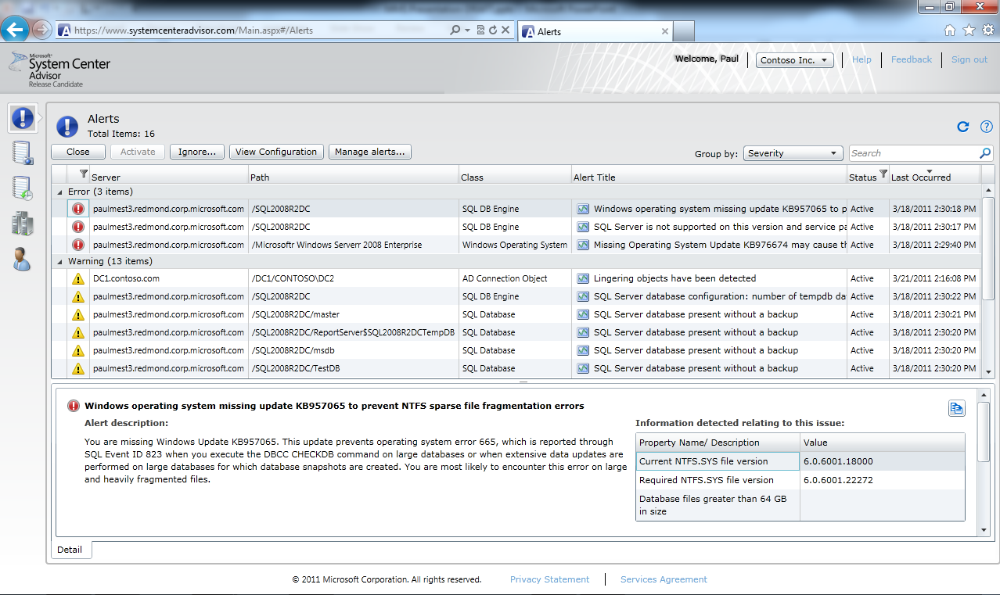 https://www.systemcenteradvisor.com/Main.aspx#/Alerts
Alerts
Microsoft®
System Center
Advisor
Release Candidate
Welcome, Paul
Contoso Inc.
Help
Feedback
Sign out
Alerts
Total Items: 16
Close
Activate
Ignore...
View Configuration
Manage alerts...
Group by:
Severity
Search
Server Path Class Alert Title Status Last Occurred
Error (3 items)
paulmest3.redmond.corp.microsoft.com /SQL2008R2DC SQL DB Engine Windows operating system missing update KB957065 to p Active 3/18/2011 2:30:18 PM
paulmest3.redmond.corp.microsoft.com /SQL2008R2DC SQL DB Engine SQL Server is not supported on this version and service pa Active 3/18/2011 2:30:17 PM
paulmest3.redmond.corp.microsoft.com /Microsoftr Windows Serverr 2008 Enterprise Windows Operating System Missing Operating System Update KB976674 may cause th Active 3/18/2011 2:29:40 PM
Warning (13 items)
DC1.contoso.com /DC1/CONTOSO\DC2 AD Connection Object Lingering objects have been detected Active 3/21/2011 2:16:08 PM
paulmest3.redmond.corp.microsoft.com /SQL2008R2DC SQL DB Engine SQL Server database configuration: number of tempdb da Active 3/18/2011 2:30:22 PM
paulmest3.redmond.corp.microsoft.com /SQL2008R2DC/master SQL Database SQL Server database present without a backup Active 3/18/2011 2:30:21 PM
paulmest3.redmond.corp.microsoft.com /SQL2008R2DC/ReportServer$SQL2008R2DCTempDB SQL Database SQL Server database present without a backup Active 3/18/2011 2:30:20 PM
paulmest3.redmond.corp.microsoft.com /SQL2008R2DC/msdb SQL Database SQL Server database present without a backup Active 3/18/2011 2:30:20 PM
paulmest3.redmond.corp.microsoft.com /SQL2008R2DC/TestDB SQL Database SQL Server database present without a backup Active 3/18/2011 2:30:20 PM
Windows operating system missing update KB957065 to prevent NTFS sparse file fragmentation errors
Alert description:
You are missing Windows Update KB957065. This update prevents operating system error 665, which is reported through
SQL Event ID 823 when you execute the DBCC CHECKDB command on large databases or when extensive data updates are
performed on large databases for which database snapshots are created. You are most likely to encounter this error on large
and heavily fragmented files.
Information detected relating to this issue:
Property Name/ Description Value
Current NTFS.SYS file version 6.0.6001.18000
Required NTFS.SYS file version 6.0.6001.22272
Database files greater than 64 GB
in size
Detail
© 2011 Microsoft Corporation. All rights reserved.
Privacy Statement
Services Agreement